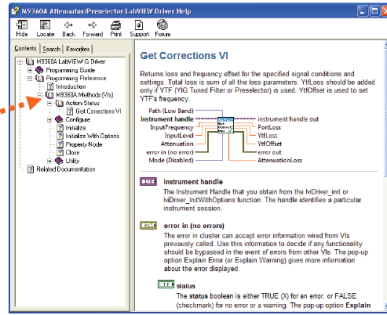 M9360A Attenuator/Preselector LabVIEW Driver Help
Hide Locate Back Forward Print Support Forum
Contents Search Favorites
M9360A LabVIEW G Driver
Programming Guide
Programming Reference
Introduction
M9360A Methods (VIs)
Action Status
Get Corrections VI
Configure
Initialize
Initialize With Options
Property Node
Close
Utility
Related Documentation
Get Corrections VI
Returns loss and frequency offset for the specified signal conditions and
settings. Total loss is sum of all the loss parameters. YtfLoss should be added
only if YTF (YIG Tuned Filter or Preselector) is used. YtfOffset is used to set
YTF's frequency.
Path (Low Band)
instrument handle instrument handle out
InputFrequency PortLoss
InputLevel YtfLoss
Attenuation YtfOffset
error in (no error) error out
Mode (Disabled) AttenuationLoss
instrument handle
The Instrument Handle that you obtain from the IviDriver_init or
IviDriver_InitWithOptions function. The handle identifies a particular
instrument session.
error in (no errors)
The error in cluster can accept error information wired from VIs
previously called. Use this information to decide if any functionality
should be bypassed in the event of errors from other VIs. The pop-up
option Explain Error (or Explain Warning) gives more information
about the error displayed.
status
The status boolean is either TRUE (X) for an error, or FALSE
(checkmark) for no error or a warning. The pop-up option Explain